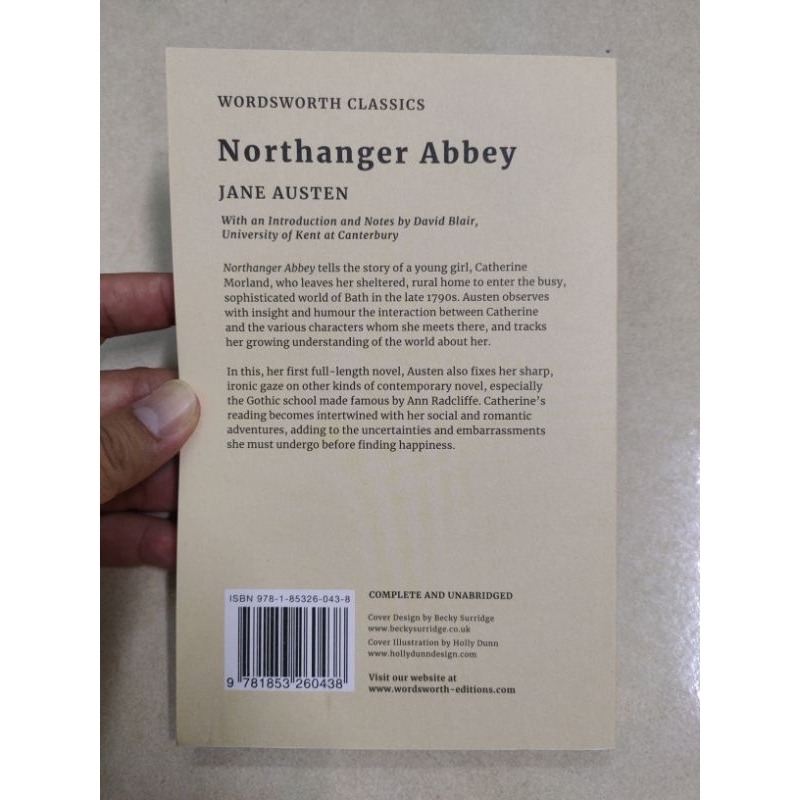 WORDSWORTH CLASSICS
Northanger Abbey
JANE AUSTEN
With an Introduction and Notes by David Blair,
University of Kent at Canterbury
Northanger Abbey tells the story of a young girl, Catherine
Morland, who leaves her sheltered, rural home to enter the busy,
sophisticated world of Bath in the late 1790s. Austen observes
with insight and humour the interaction between Catherine
and the various characters whom she meets there, and tracks
her growing understanding of the world about her.
In this, her first full-length novel, Austen also fixes her sharp,
ironic gaze on other kinds of contemporary novel, especially
the Gothic school made famous by Ann Radcliffe. Catherine's
reading becomes intertwined with her social and romantic
adventures, adding to the uncertainties and embarrassments
she must undergo before finding happiness.
ISBN 978-1-85326-043-8
9 781853 260438
COMPLETE AND UNABRIDGED
Cover Design by Becky Surridge
www.beckysurridge.co.uk
Cover Illustration by Holly Dunn
www.hollydunndesign.com
Visit our website at
www.wordsworth-editions.com